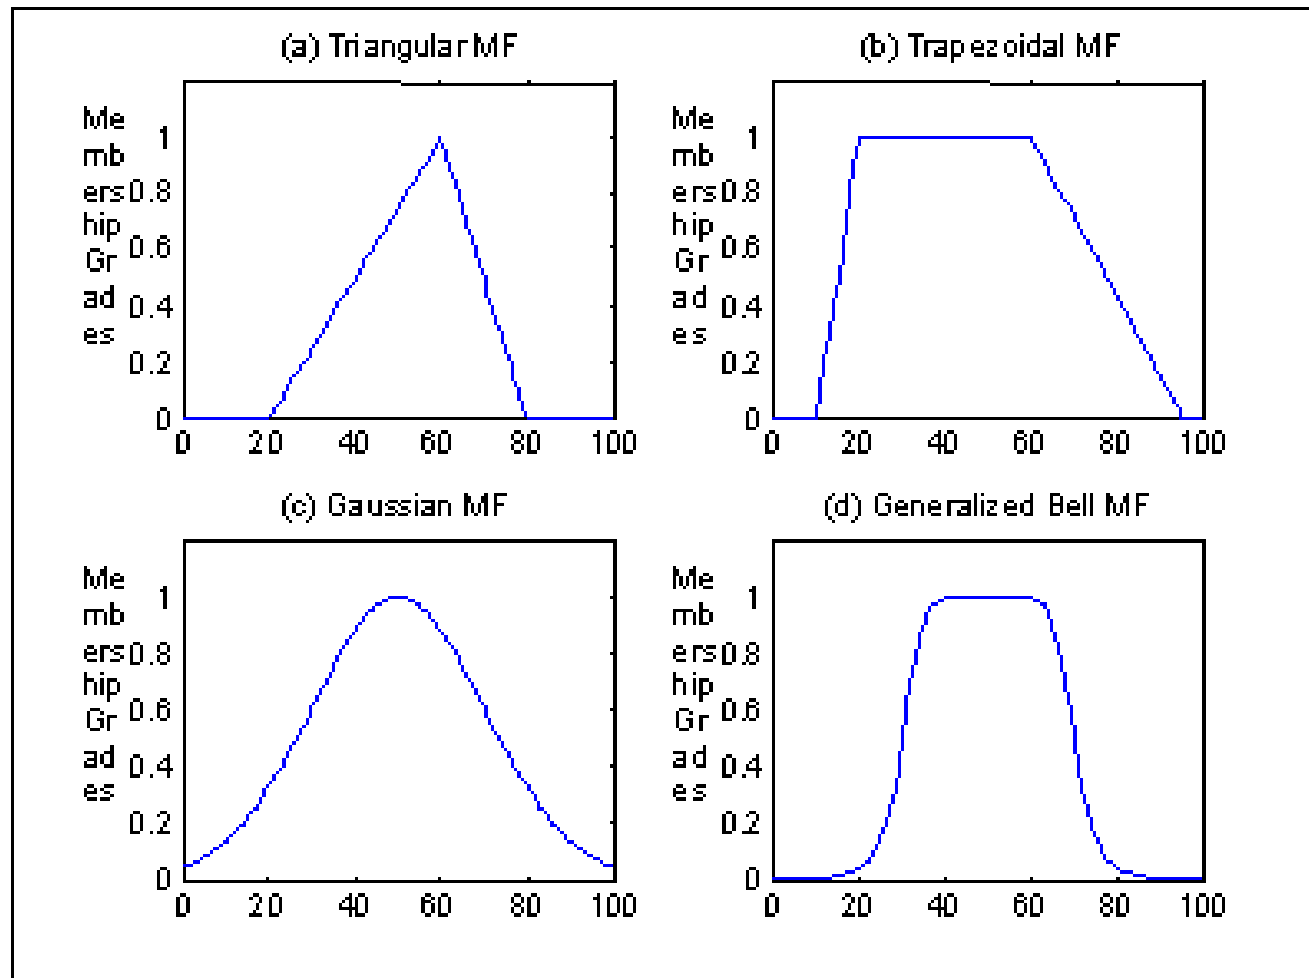 (a) Triangular MF
Me
mb
ers
hip
Gr
ad
es
1
0.8
0.6
0.4
0.2
0
0 20 40 60 80 100
(b) Trapezoidal MF
Me
mb
ers
hip
Gr
ad
es
1
0.8
0.6
0.4
0.2
0
0 20 40 60 80 100
(c) Gaussian MF
Me
mb
ers
hip
Gr
ad
es
1
0.8
0.6
0.4
0.2
0
0 20 40 60 80 100
(d) Generalized Bell MF
Me
mb
ers
hip
Gr
ad
es
1
0.8
0.6
0.4
0.2
0
0 20 40 60 80 100